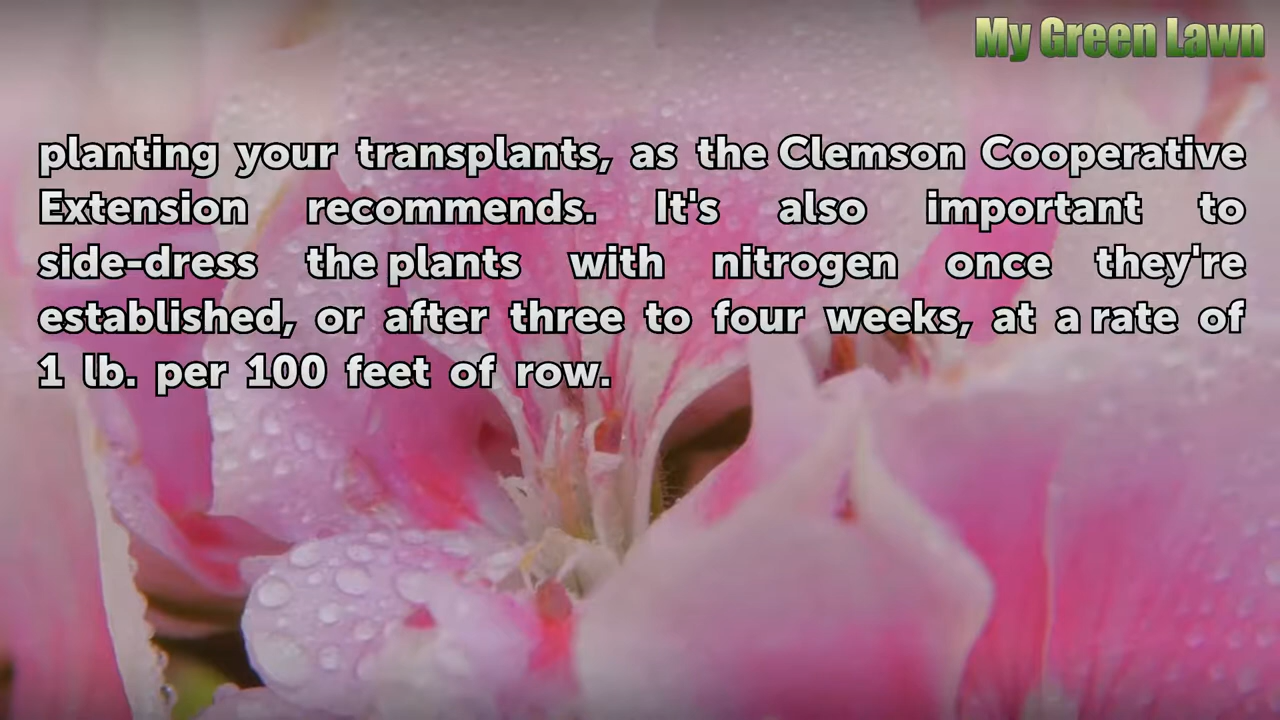 My Green Lawn
planting your transplants, as the Clemson Cooperative
Extension recommends. It's also important to
side-dress the plants with nitrogen once they're
established, or after three to four weeks, at a rate of
1 lb. per 100 feet of row.